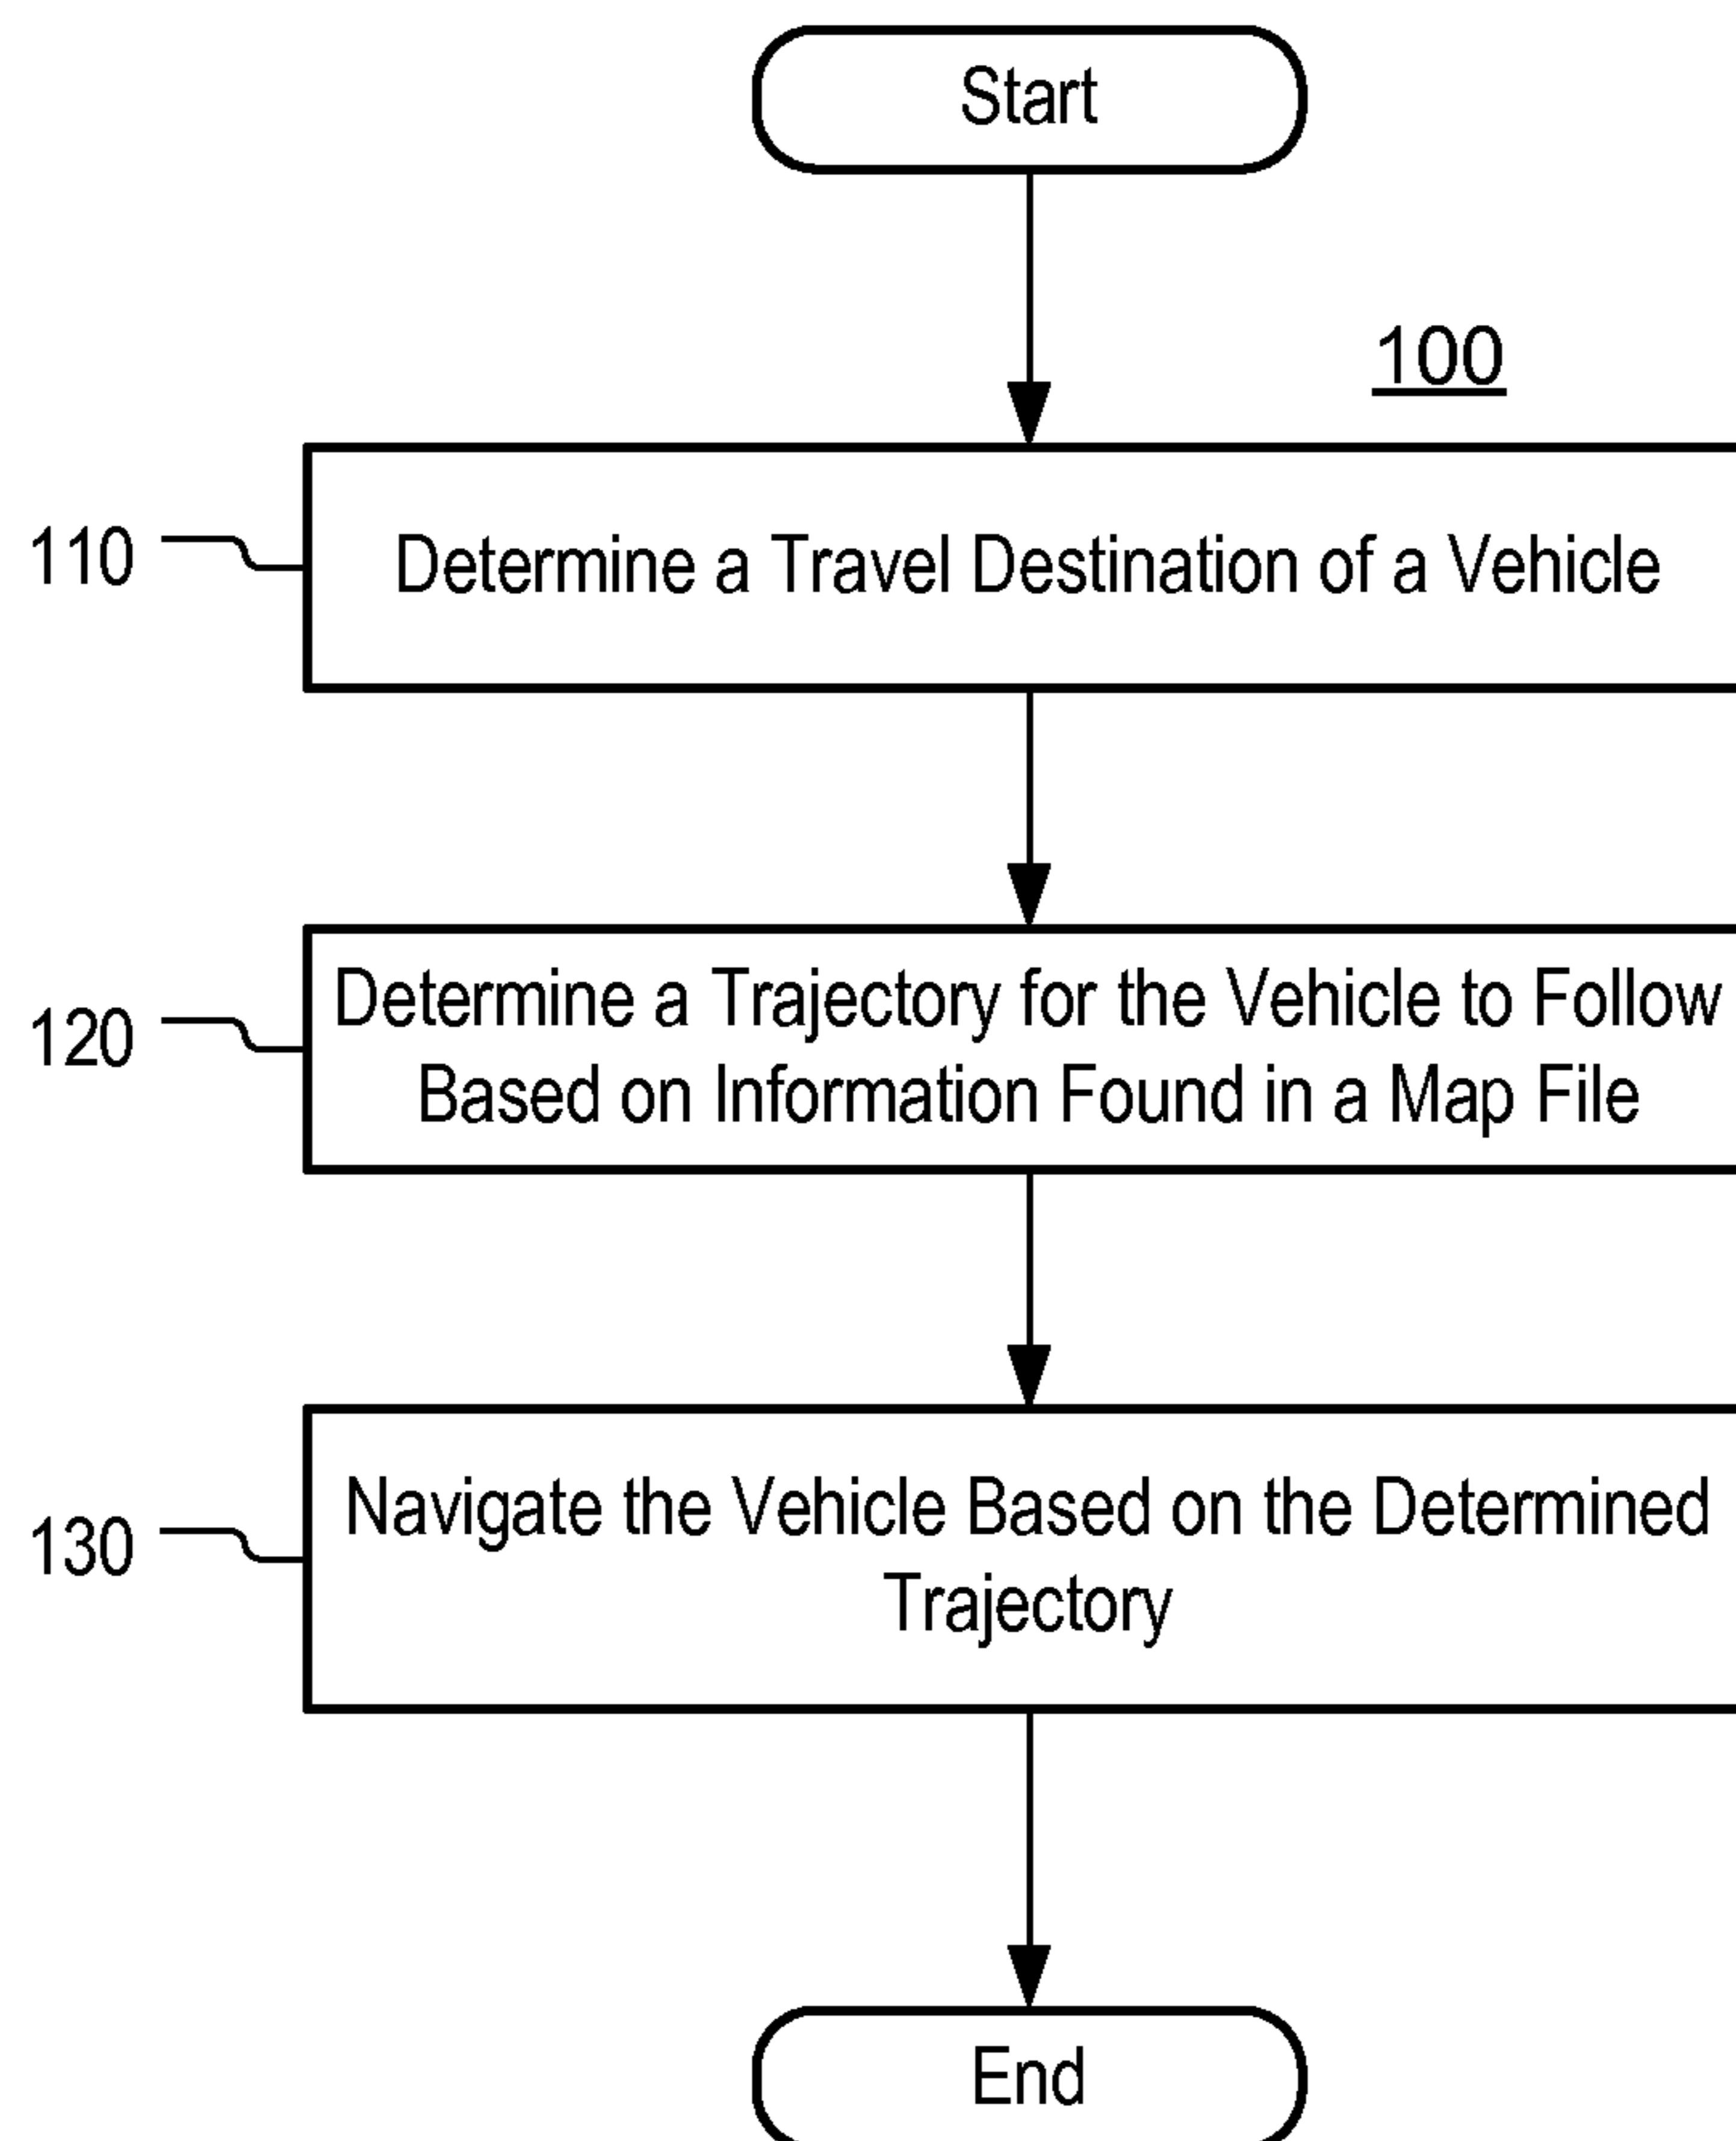 Start
100
110
Determine a Travel Destination of a Vehicle
120
Determine a Trajectory for the Vehicle to Follow
Based on Information Found in a Map File
130
Navigate the Vehicle Based on the Determined
Trajectory
End